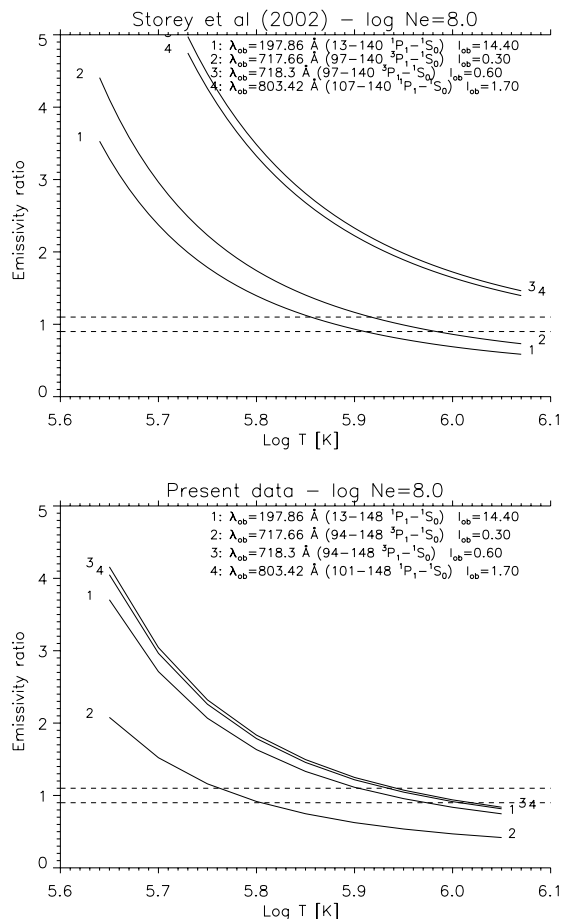 Storey et al (2002) – log Ne=8.0
1: λob=197.86 Å (13–140 ¹P₁–¹S₀) Iob=14.40
2: λob=717.66 Å (97–140 ³P₁–¹S₀) Iob=0.30
3: λob=718.3 Å (97–140 ³P₁–¹S₀) Iob=0.60
4: λob=803.42 Å (107–140 ¹P₁–¹S₀) Iob=1.70
5
4
3
2
1
0
Emissivity ratio
3
4
2
1
3 4
2
1
5.6 5.7 5.8 5.9 6.0 6.1
Log T [K]
Present data – log Ne=8.0
1: λob=197.86 Å (13–148 ¹P₁–¹S₀) Iob=14.40
2: λob=717.66 Å (94–148 ³P₁–¹S₀) Iob=0.30
3: λob=718.3 Å (94–148 ³P₁–¹S₀) Iob=0.60
4: λob=803.42 Å (101–148 ¹P₁–¹S₀) Iob=1.70
5
4
3
2
1
0
Emissivity ratio
3 4
1
2
1 3 4
2
5.6 5.7 5.8 5.9 6.0 6.1
Log T [K]